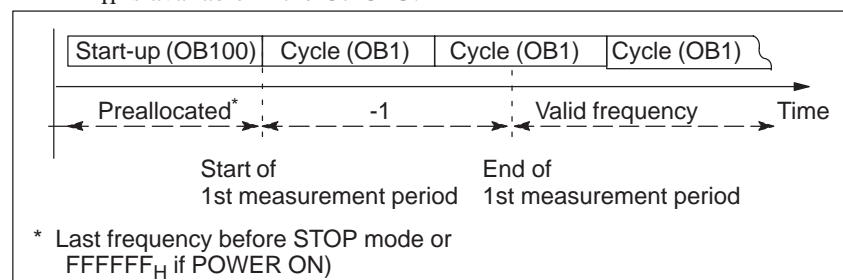 Start-up (OB100) Cycle (OB1) Cycle (OB1) Cycle (OB1)
Preallocated* -1 Valid frequency Time
Start of End of
1st measurement period 1st measurement period
* Last frequency before STOP mode or
FFFFFFH if POWER ON)